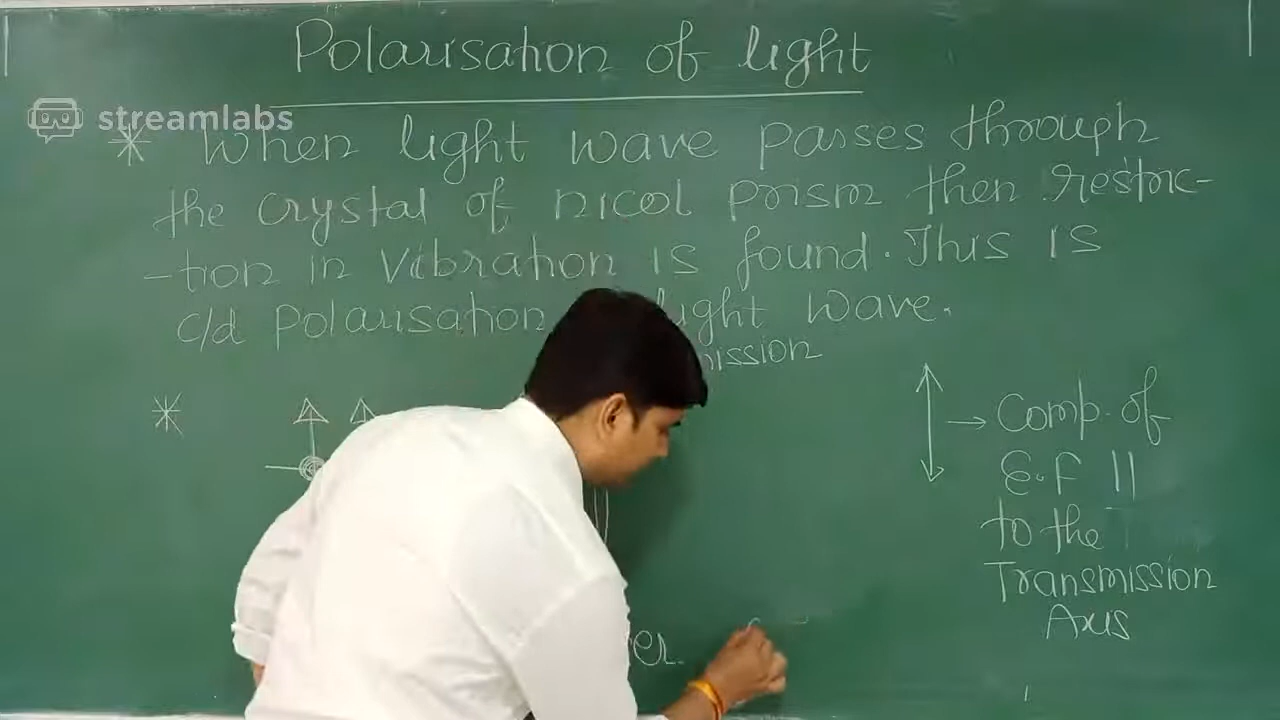 Polarisation of light
streamlabs
* When light wave passes through
the crystal of nicol prism then restric-
-tion in vibration is found. This is
c/d Polarisation light wave.
* → Comp. of
E.F ||
to the
Transmission
Axis